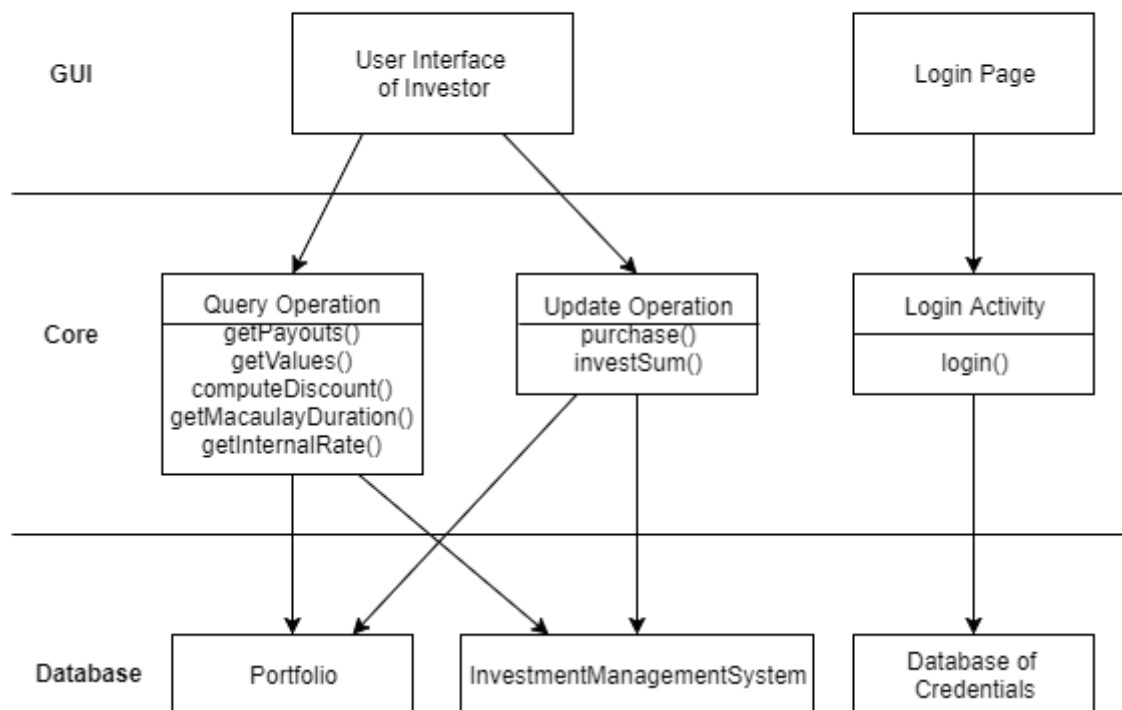 GUI
User Interface
of Investor
Login Page
Core
Query Operation
getPayouts()
getValues()
computeDiscount()
getMacaulayDuration()
getInternalRate()
Update Operation
purchase()
investSum()
Login Activity
login()
Database
Portfolio
InvestmentManagementSystem
Database of
Credentials